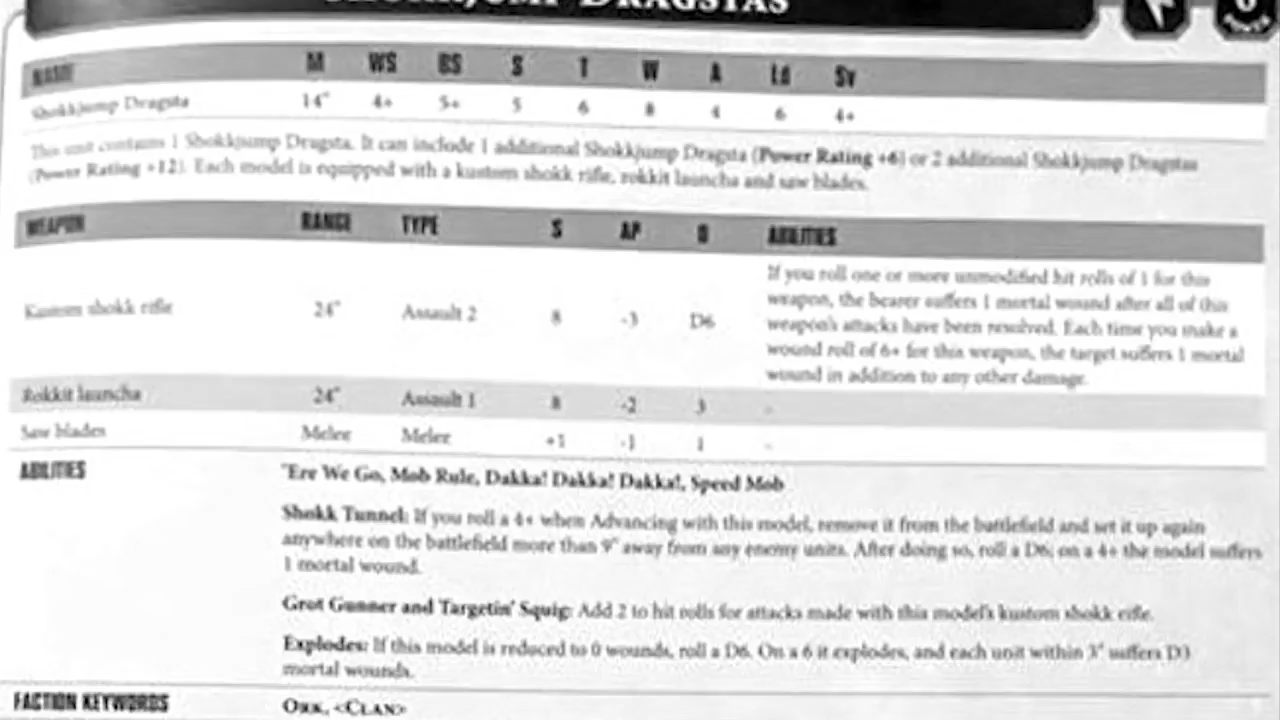 SHOKKJUMP DRAGSTAS
NAME M WS BS S T W A Ld Sv
Shokkjump Dragsta 14" 4+ 5+ 5 6 8 4 6 4+
This unit contains 1 Shokkjump Dragsta. It can include 1 additional Shokkjump Dragsta (Power Rating +6) or 2 additional Shokkjump Dragstas
(Power Rating +12). Each model is equipped with a kustom shokk rifle, rokkit launcha and saw blades.
WEAPON RANGE TYPE S AP D ABILITIES
Kustom shokk rifle 24" Assault 2 8 -3 D6 If you roll one or more unmodified hit rolls of 1 for this
weapon, the bearer suffers 1 mortal wound after all of this
weapon's attacks have been resolved. Each time you make a
wound roll of 6+ for this weapon, the target suffers 1 mortal
wound in addition to any other damage.
Rokkit launcha 24" Assault 1 8 -2 3 -
Saw blades Melee Melee +1 -1 1 -
ABILITIES 'Ere We Go, Mob Rule, Dakka! Dakka! Dakka!, Speed Mob
Shokk Tunnel: If you roll a 4+ when Advancing with this model, remove it from the battlefield and set it up again
anywhere on the battlefield more than 9" away from any enemy units. After doing so, roll a D6; on a 4+ the model suffers
1 mortal wound.
Grot Gunner and Targetin' Squig: Add 2 to hit rolls for attacks made with this model's kustom shokk rifle.
Explodes: If this model is reduced to 0 wounds, roll a D6. On a 6 it explodes, and each unit within 3" suffers D3
mortal wounds.
FACTION KEYWORDS ORK, <CLAN>